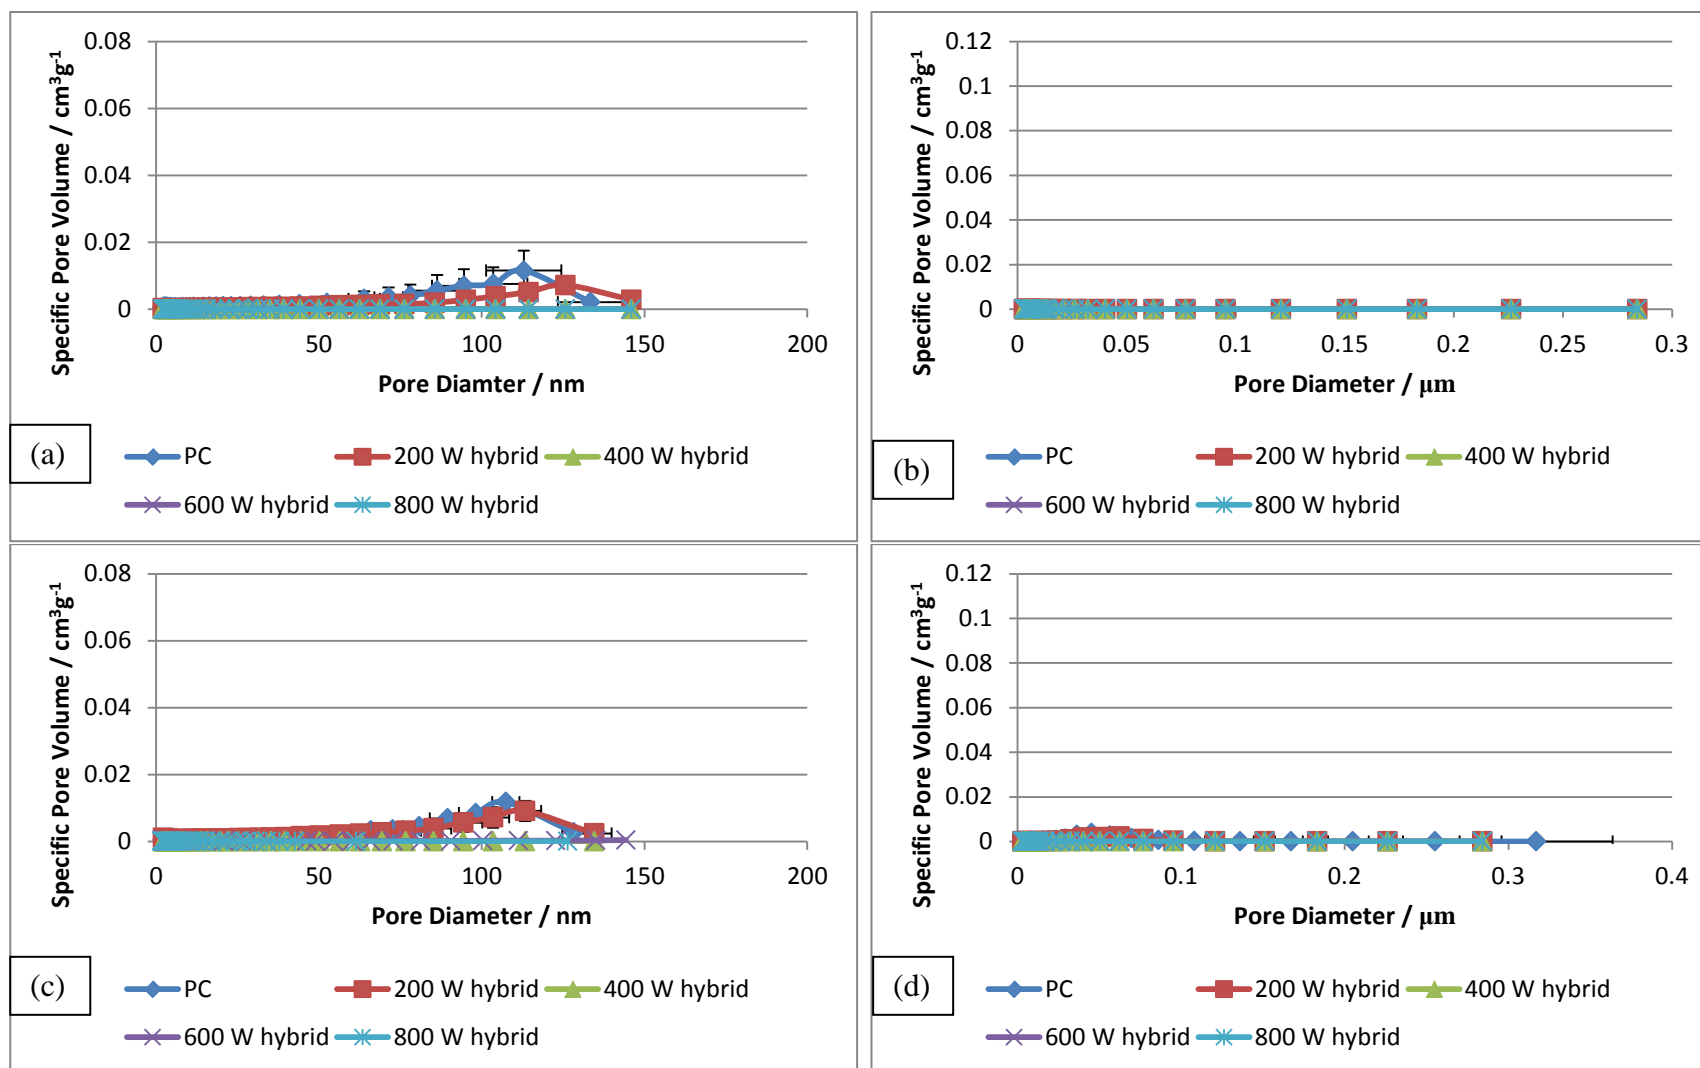 Specific Pore Volume / cm³g⁻¹
0.08
0.06
0.04
0.02
0
0 50 100 150 200
Pore Diamter / nm
(a)
PC 200 W hybrid 400 W hybrid
600 W hybrid 800 W hybrid
Specific Pore Volume / cm³g⁻¹
0.12
0.1
0.08
0.06
0.04
0.02
0
0 0.05 0.1 0.15 0.2 0.25 0.3
Pore Diameter / µm
(b)
PC 200 W hybrid 400 W hybrid
600 W hybrid 800 W hybrid
Specific Pore Volume / cm³g⁻¹
0.08
0.06
0.04
0.02
0
0 50 100 150 200
Pore Diameter / nm
(c)
PC 200 W hybrid 400 W hybrid
600 W hybrid 800 W hybrid
Specific Pore Volume / cm³g⁻¹
0.12
0.1
0.08
0.06
0.04
0.02
0
0 0.1 0.2 0.3 0.4
Pore Diameter / µm
(d)
PC 200 W hybrid 400 W hybrid
600 W hybrid 800 W hybrid